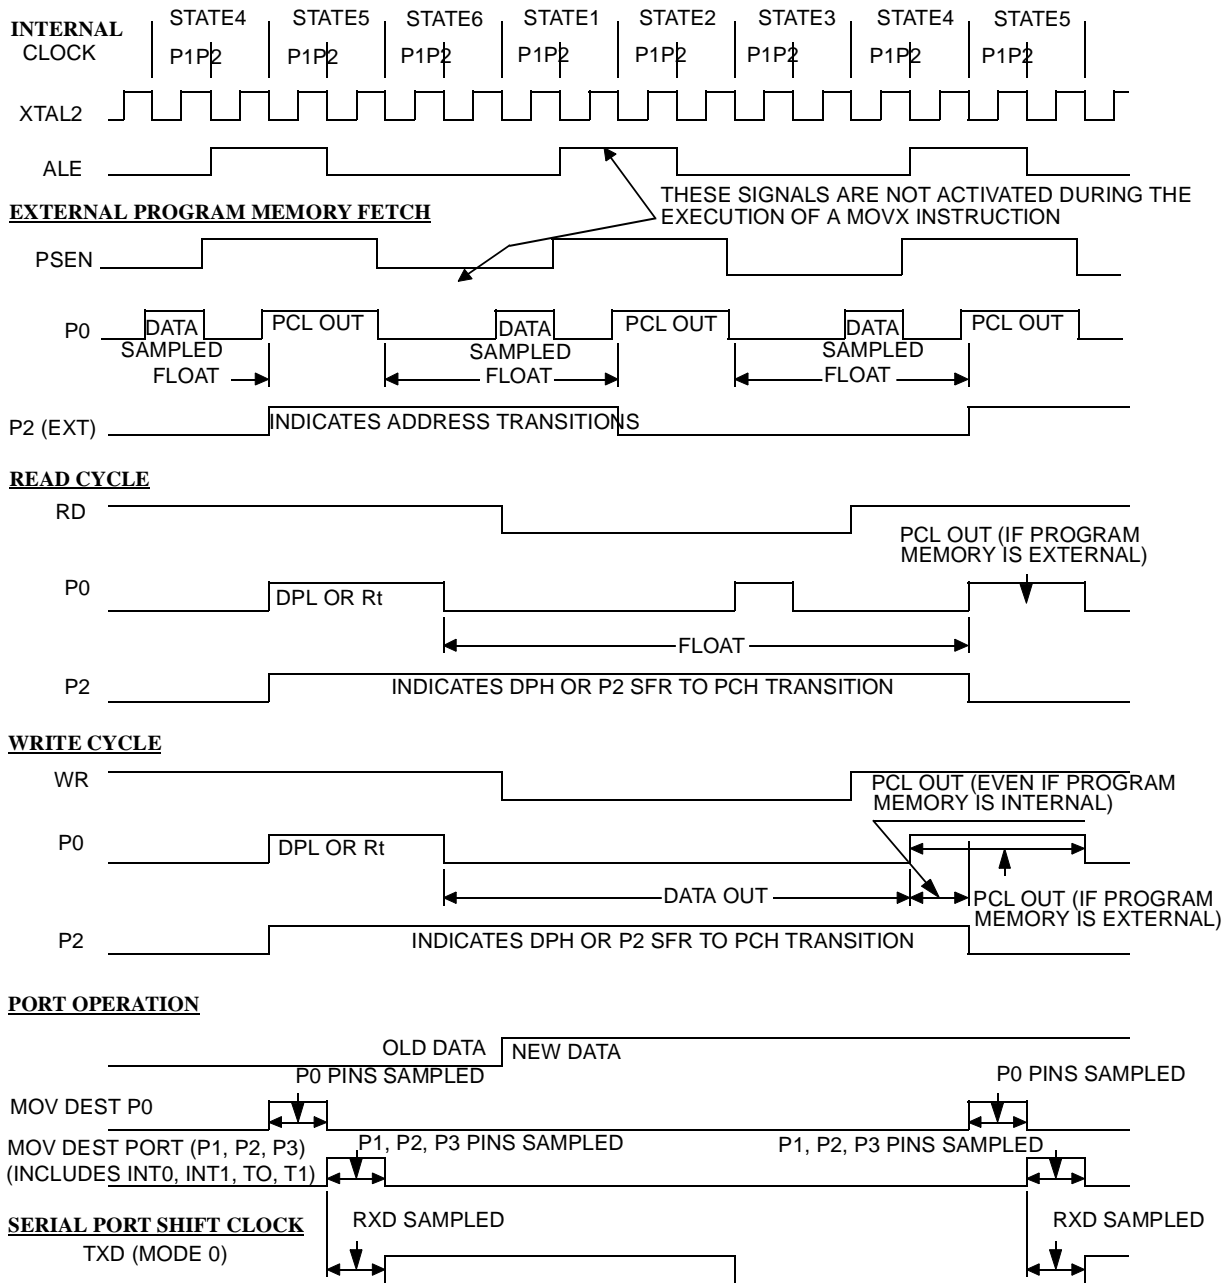 INTERNAL
CLOCK
STATE4 STATE5 STATE6 STATE1 STATE2 STATE3 STATE4 STATE5
P1P2 P1P2 P1P2 P1P2 P1P2 P1P2 P1P2 P1P2
XTAL2
ALE
THESE SIGNALS ARE NOT ACTIVATED DURING THE
EXECUTION OF A MOVX INSTRUCTION
EXTERNAL PROGRAM MEMORY FETCH
PSEN
P0 DATA PCL OUT DATA PCL OUT DATA PCL OUT
SAMPLED SAMPLED SAMPLED
FLOAT FLOAT FLOAT
P2 (EXT) INDICATES ADDRESS TRANSITIONS
READ CYCLE
RD
PCL OUT (IF PROGRAM
MEMORY IS EXTERNAL)
P0 DPL OR Rt
FLOAT
P2 INDICATES DPH OR P2 SFR TO PCH TRANSITION
WRITE CYCLE
WR
PCL OUT (EVEN IF PROGRAM
MEMORY IS INTERNAL)
P0 DPL OR Rt
DATA OUT
PCL OUT (IF PROGRAM
MEMORY IS EXTERNAL)
P2 INDICATES DPH OR P2 SFR TO PCH TRANSITION
PORT OPERATION
OLD DATA NEW DATA
P0 PINS SAMPLED P0 PINS SAMPLED
MOV DEST P0
MOV DEST PORT (P1, P2, P3) P1, P2, P3 PINS SAMPLED P1, P2, P3 PINS SAMPLED
(INCLUDES INT0, INT1, TO, T1)
SERIAL PORT SHIFT CLOCK RXD SAMPLED RXD SAMPLED
TXD (MODE 0)